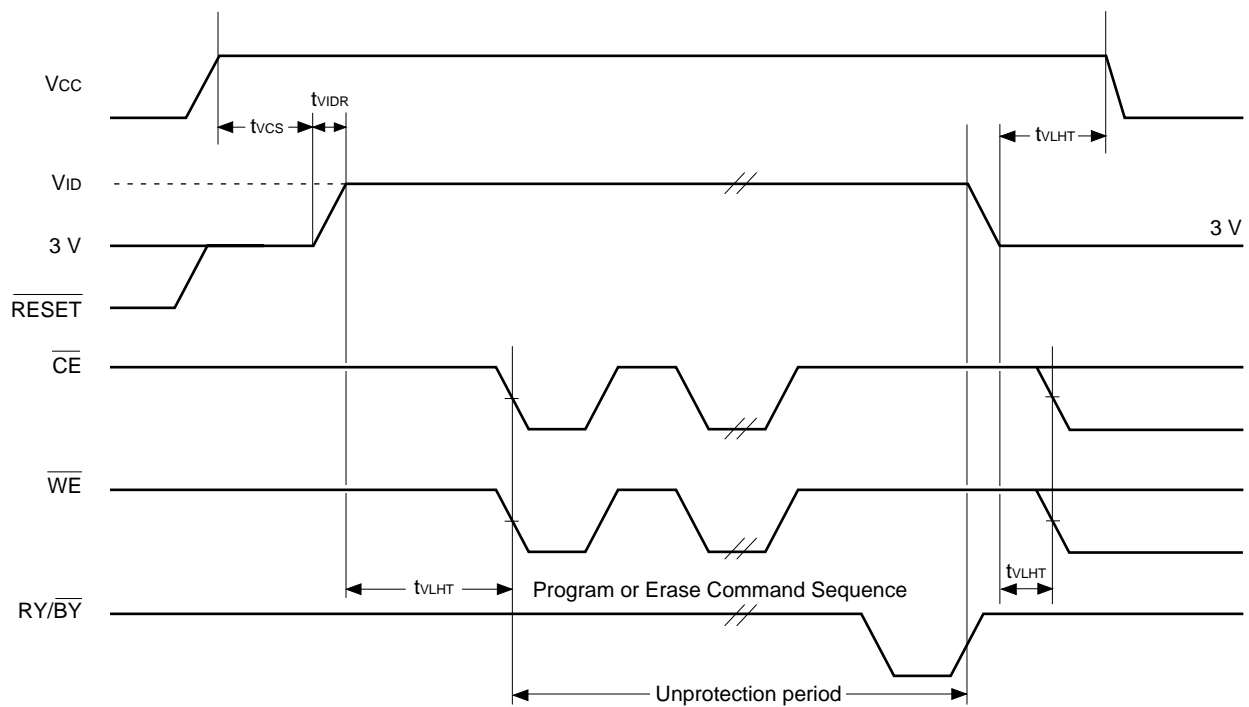 VCC
tVIDR
tVCS
tVLHT
VID
3 V
3 V
RESET
CE
WE
tVLHT
Program or Erase Command Sequence
tVLHT
RY/BY
Unprotection period